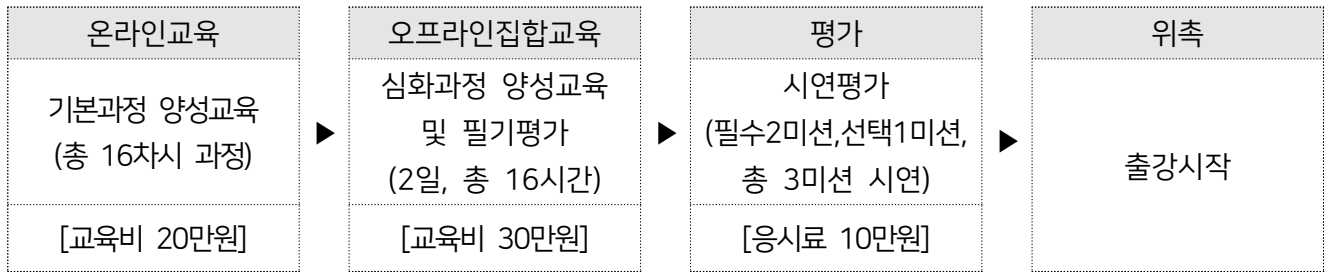 온라인교육
기본과정 양성교육
(총 16차시 과정)
[교육비 20만원]
▶
오프라인집합교육
심화과정 양성교육
및 필기평가
(2일, 총 16시간)
[교육비 30만원]
▶
평가
시연평가
(필수2미션,선택1미션,
총 3미션 시연)
[응시료 10만원]
▶
위촉
출강시작